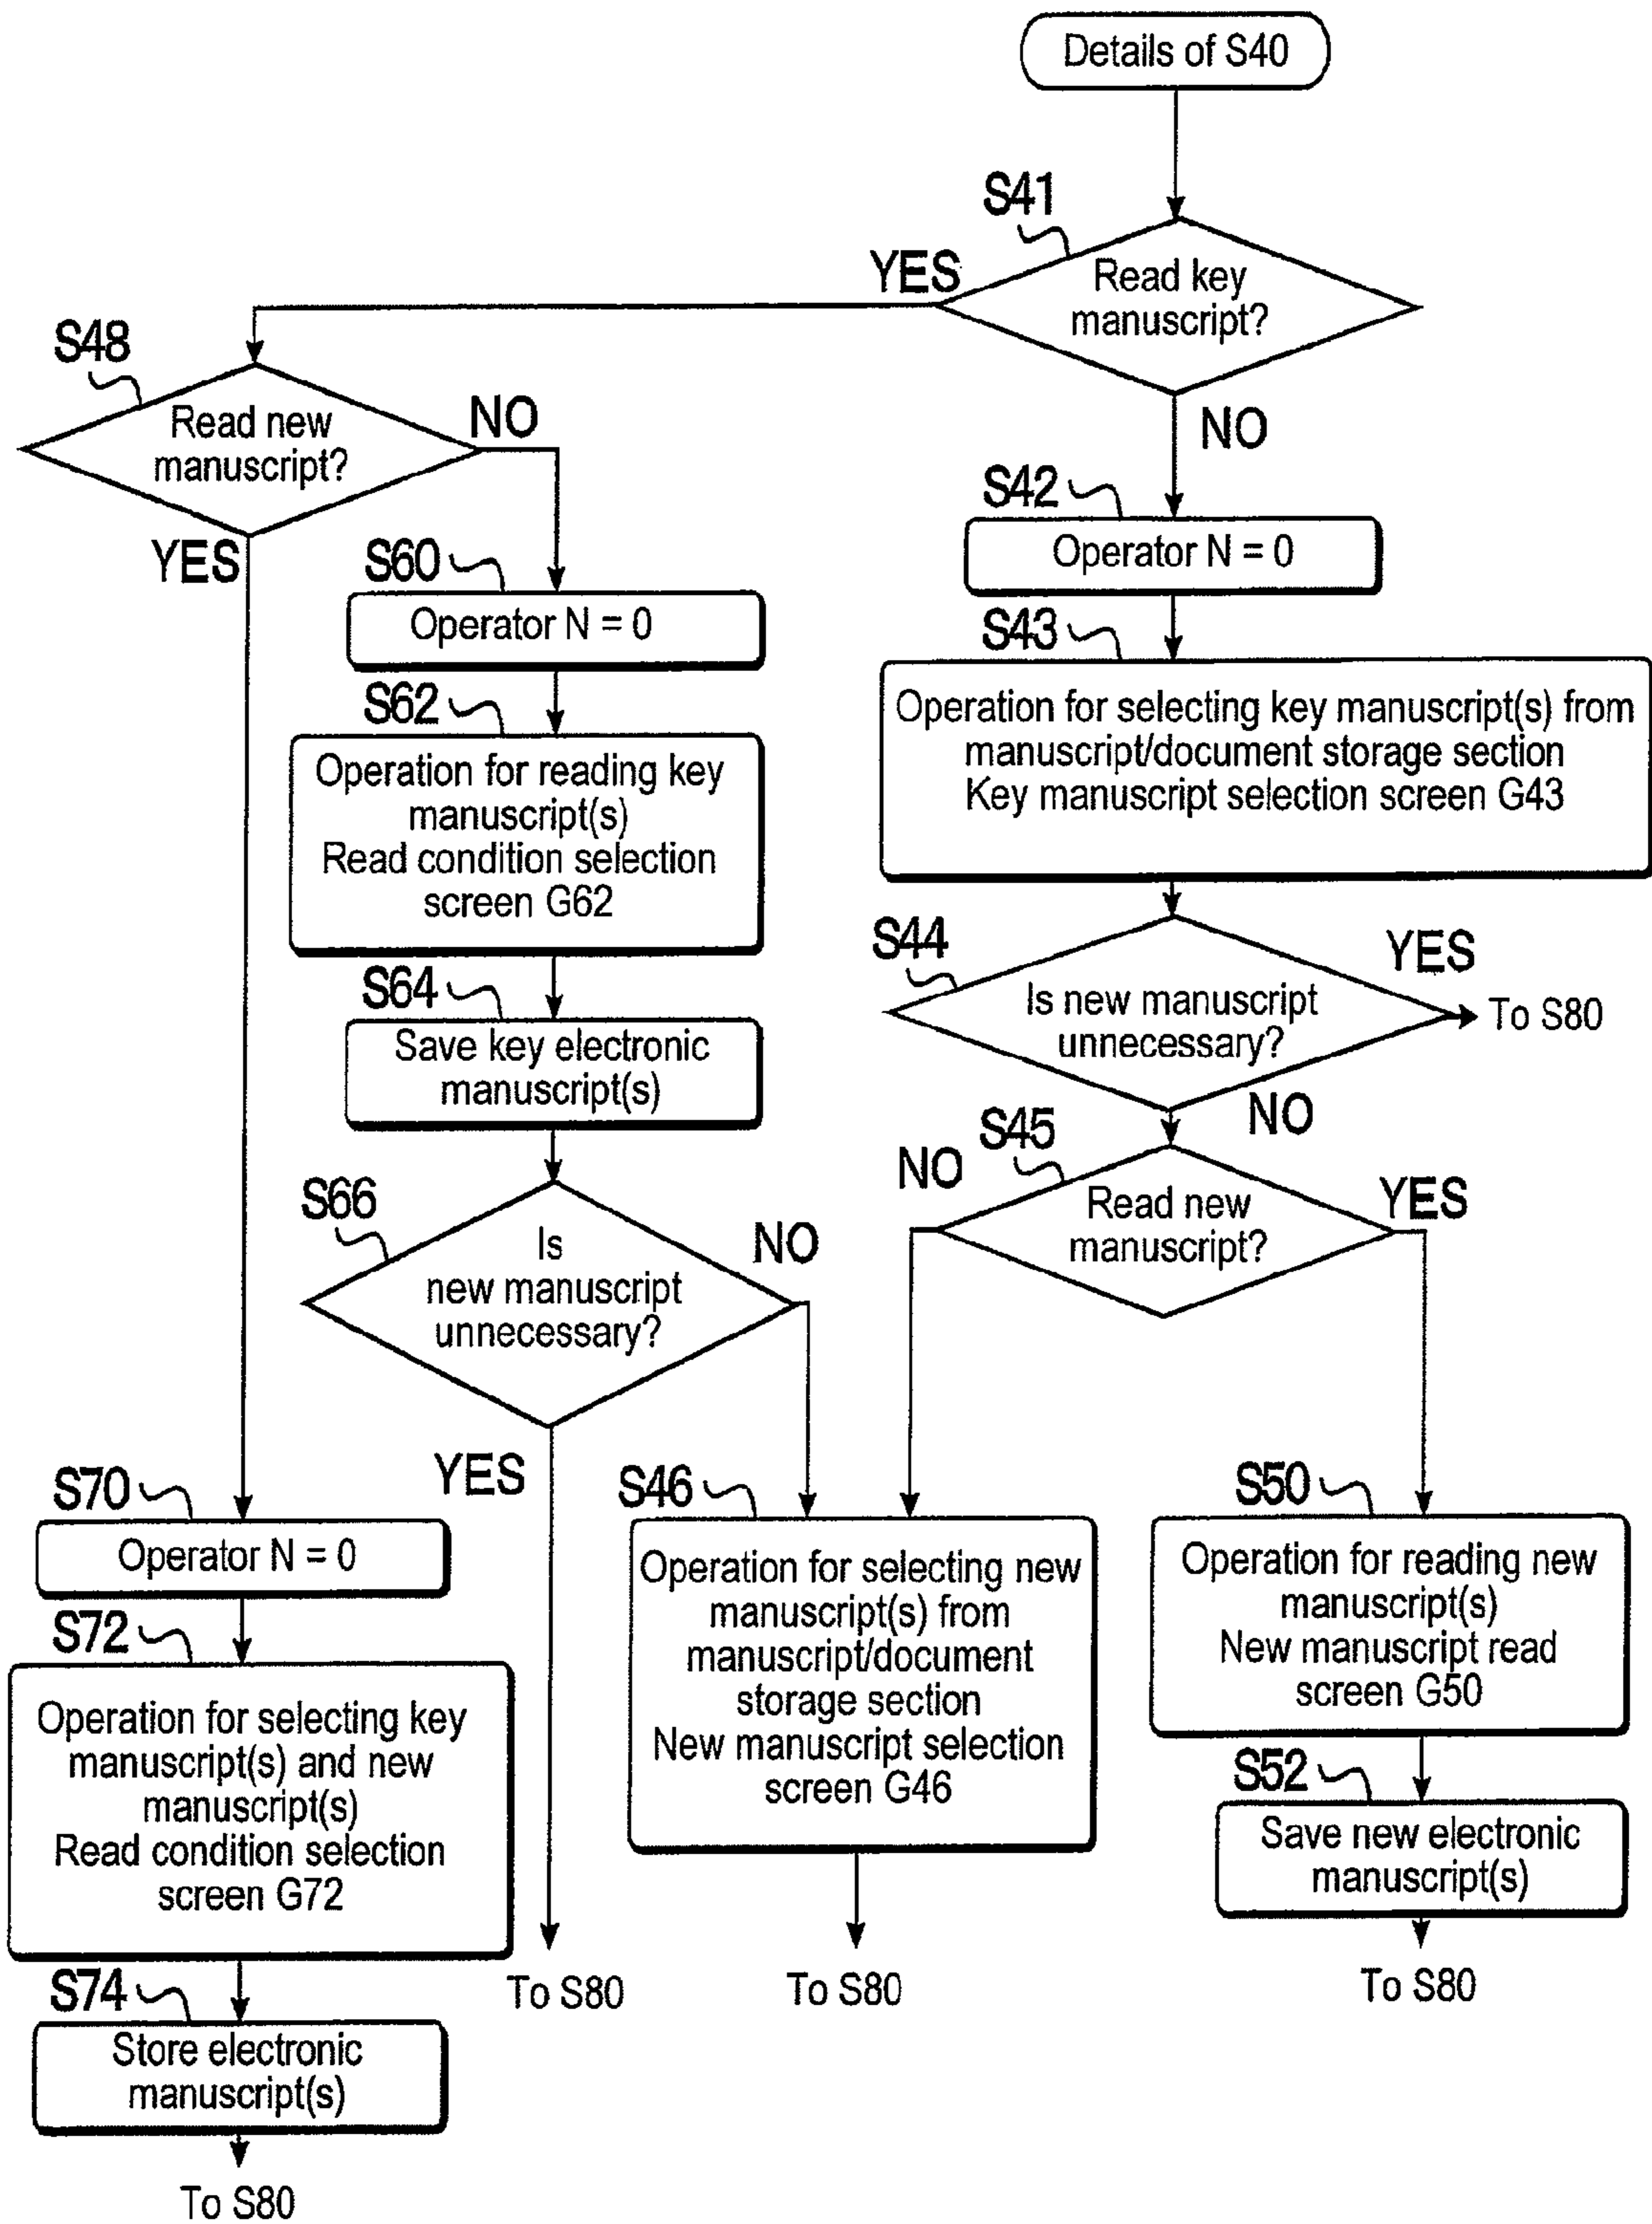 Details of S40
S41
YES
Read key
manuscript?
NO
S48
Read new
manuscript?
NO
YES
S42
Operator N = 0
S43
Operation for selecting key manuscript(s) from
manuscript/document storage section
Key manuscript selection screen G43
S44
YES
Is new manuscript
unnecessary?
To S80
NO
S45
NO
YES
Read new
manuscript?
S60
Operator N = 0
S62
Operation for reading key
manuscript(s)
Read condition selection
screen G62
S64
Save key electronic
manuscript(s)
S66
Is
new manuscript
unnecessary?
NO
YES
To S80
S46
Operation for selecting new
manuscript(s) from
manuscript/document
storage section
New manuscript selection
screen G46
To S80
S50
Operation for reading new
manuscript(s)
New manuscript read
screen G50
S52
Save new electronic
manuscript(s)
To S80
S70
Operator N = 0
S72
Operation for selecting key
manuscript(s) and new
manuscript(s)
Read condition selection
screen G72
S74
Store electronic
manuscript(s)
To S80